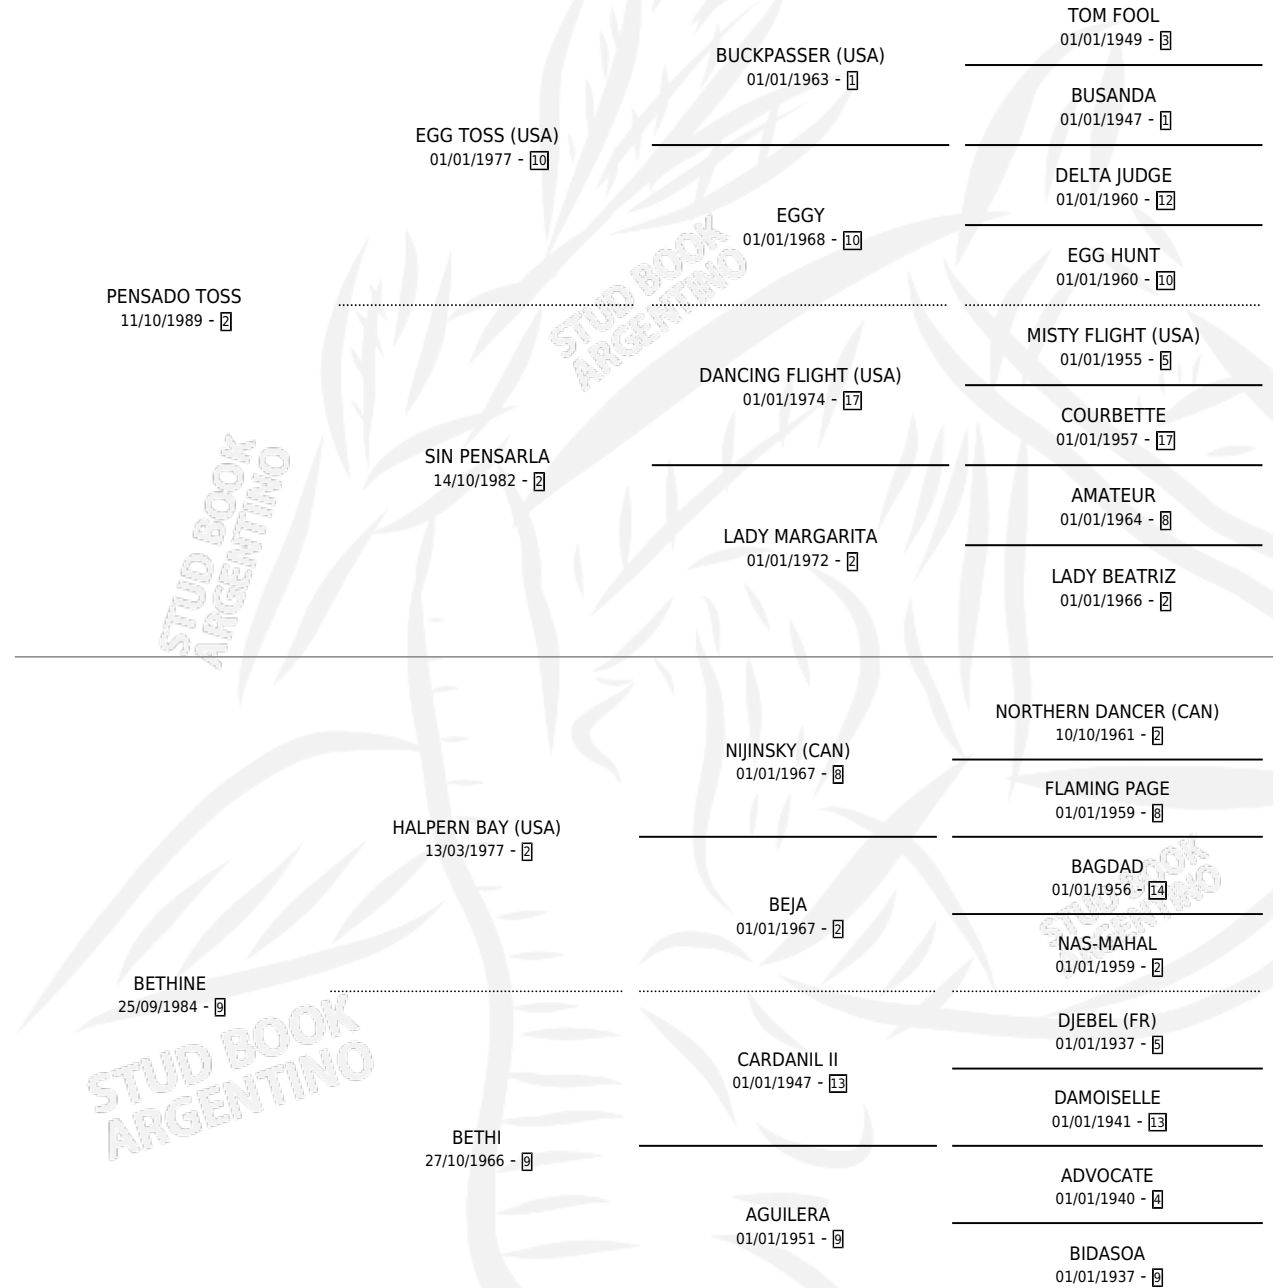 TOM FOOL
01/01/1949 - 3
BUCKPASSER (USA)
01/01/1963 - 1
BUSANDA
01/01/1947 - 1
EGG TOSS (USA)
01/01/1977 - 10
DELTA JUDGE
01/01/1960 - 12
EGGY
01/01/1968 - 10
EGG HUNT
01/01/1960 - 10
PENSADO TOSS
11/10/1989 - 2
STUD BOOK
ARGENTINO
MISTY FLIGHT (USA)
01/01/1955 - 5
DANCING FLIGHT (USA)
01/01/1974 - 17
COURBETTE
01/01/1957 - 17
SIN PENSARLA
14/10/1982 - 2
AMATEUR
01/01/1964 - 8
LADY MARGARITA
01/01/1972 - 2
LADY BEATRIZ
01/01/1966 - 2
STUD BOOK
ARGENTINO
NORTHERN DANCER (CAN)
10/10/1961 - 2
NIJINSKY (CAN)
01/01/1967 - 8
FLAMING PAGE
01/01/1959 - 8
HALPERN BAY (USA)
13/03/1977 - 2
BAGDAD
01/01/1956 - 14
BEJA
01/01/1967 - 2
NAS-MAHAL
01/01/1959 - 2
STUD BOOK
ARGENTINO
BETHINE
25/09/1984 - 9
DJEBEL (FR)
01/01/1937 - 5
CARDANIL II
01/01/1947 - 13
DAMOISELLE
01/01/1941 - 13
STUD BOOK
ARGENTINO
BETHI
27/10/1966 - 9
ADVOCATE
01/01/1940 - 4
AGUILERA
01/01/1951 - 9
BIDASOA
01/01/1937 - 9